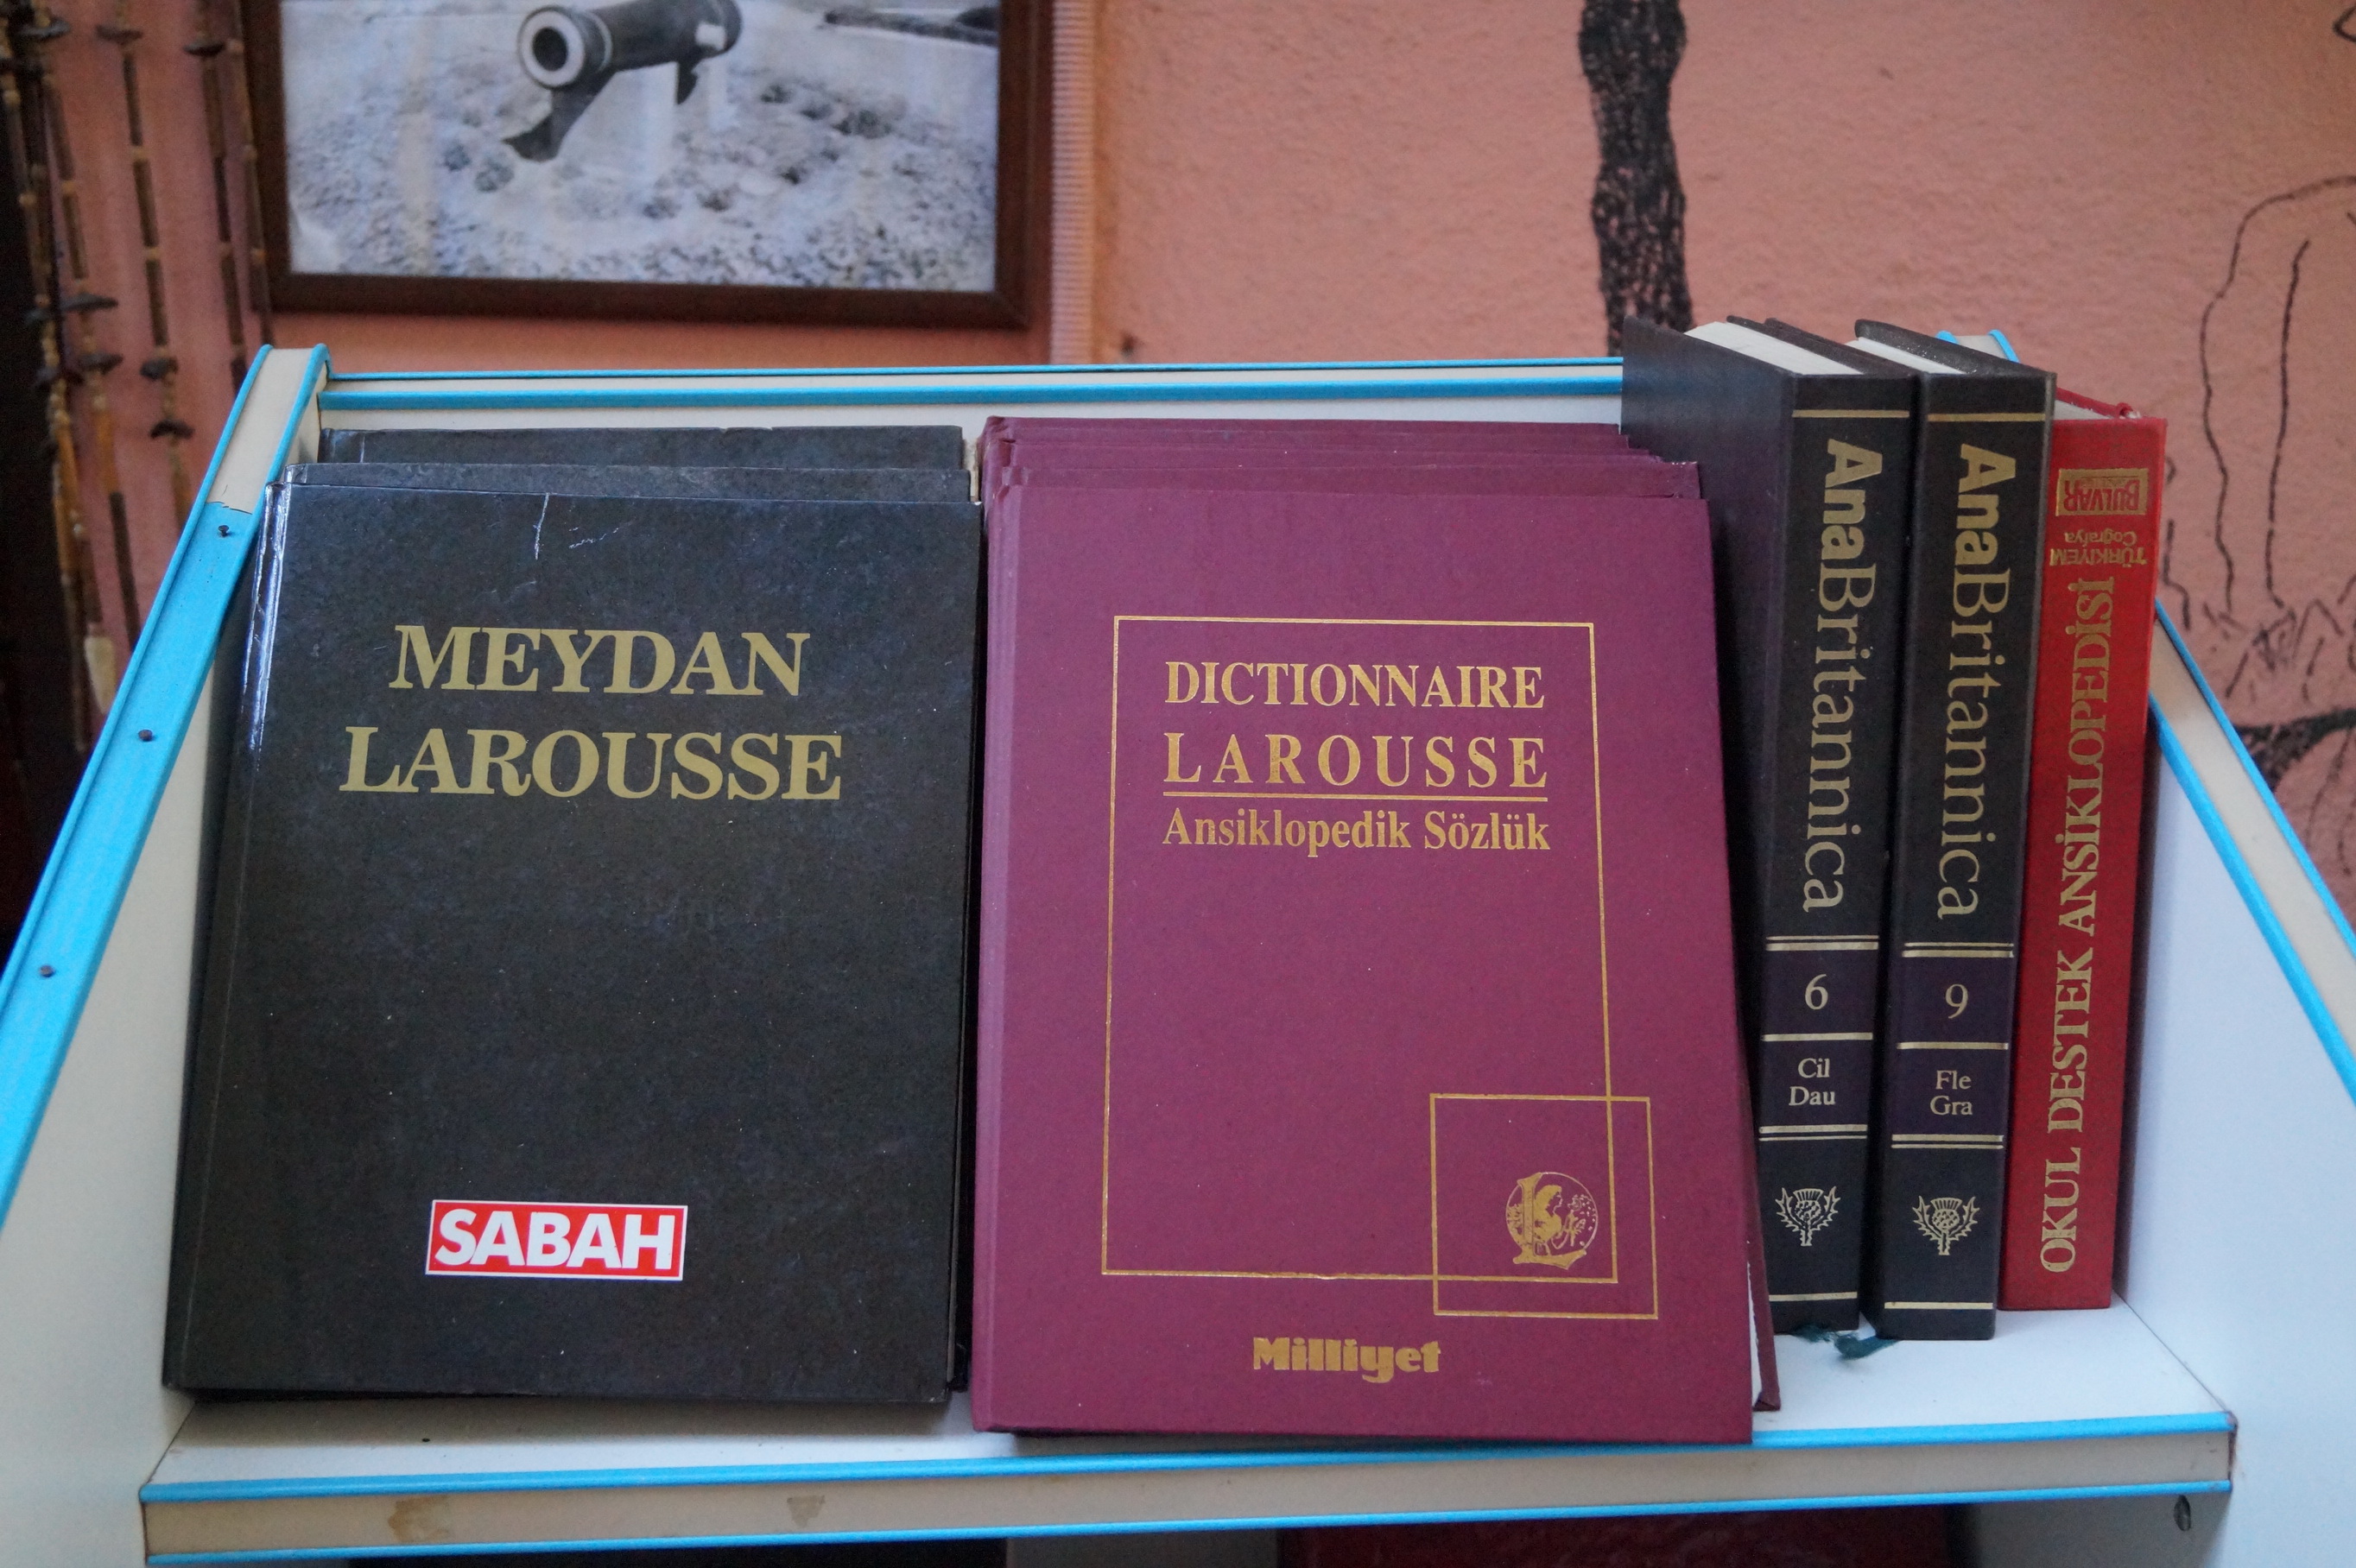 MEYDAN
LAROUSSE
SABAH
DICTIONNAIRE
LAROUSSE
Ansiklopedik Sözlük
L
Milliyet
AnaBritannica
6
Cil
Dau
AnaBritannica
9
Fle
Gra
BULVAR
TÜRKİYEM
Coğrafya
OKUL DESTEK ANSİKLOPEDİSİ